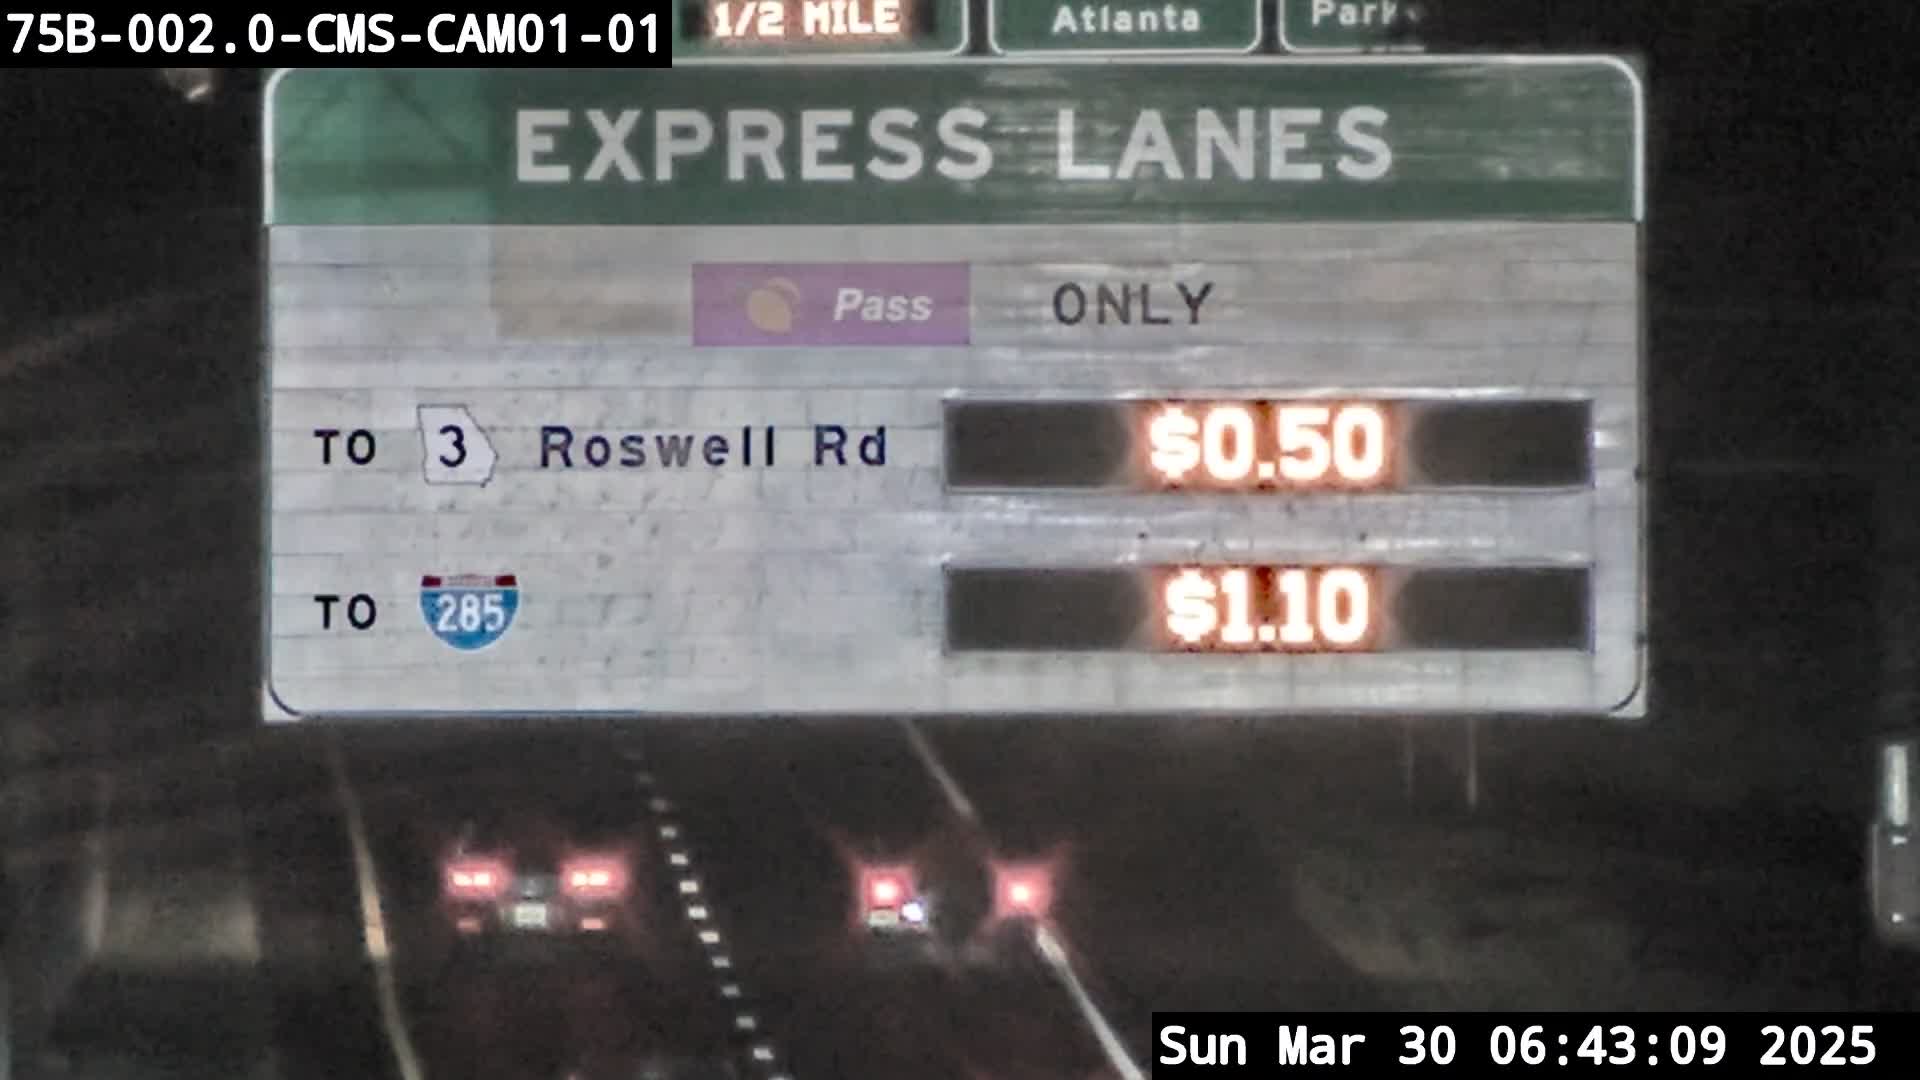 75B-002.0-CMS-CAM01-01
1/2 MILE
Atlanta
Park
EXPRESS LANES
Pass ONLY
TO 3 Roswell Rd $0.50
TO 285 $1.10
Sun Mar 30 06:43:09 2025